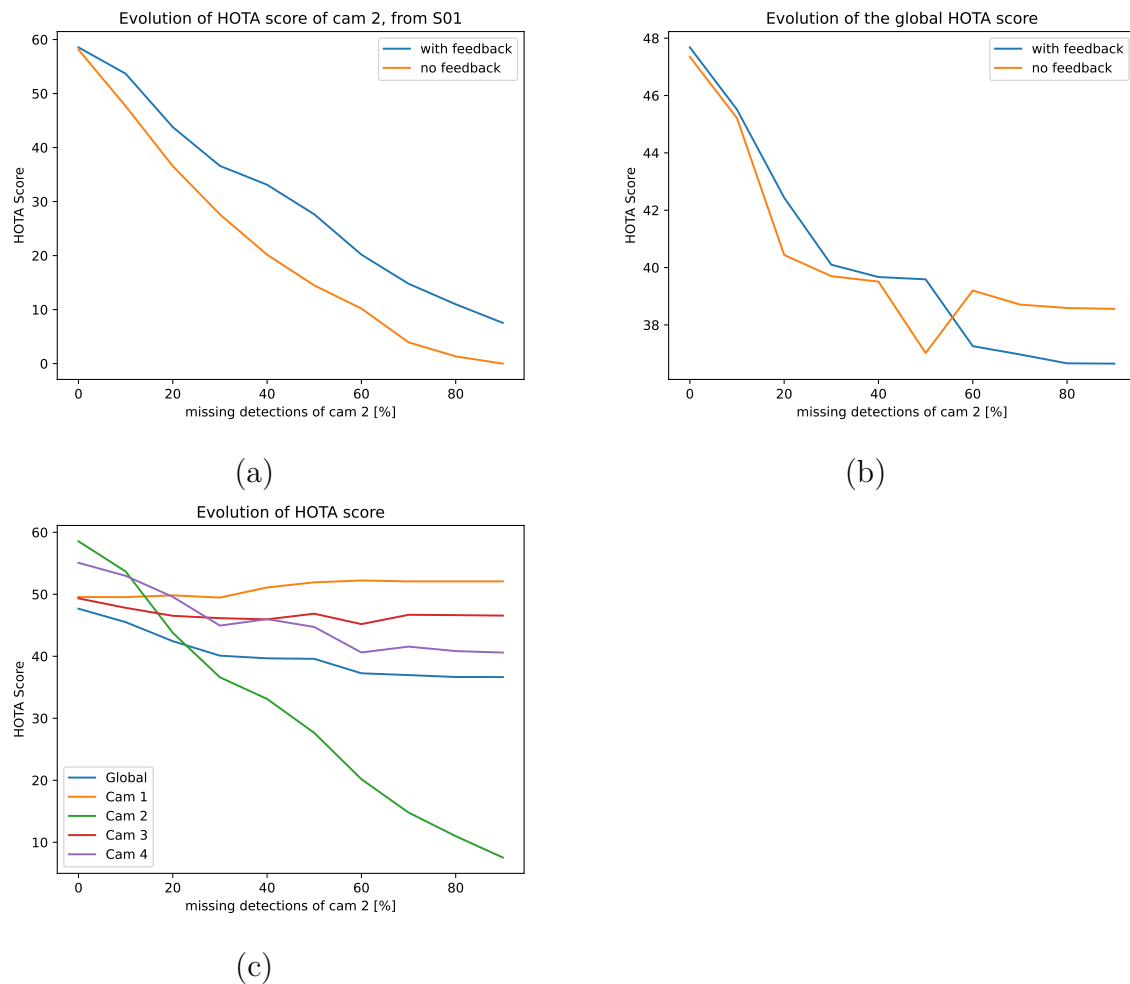 Evolution of HOTA score of cam 2, from S01
with feedback
no feedback
HOTA Score
60
50
40
30
20
10
0
0 20 40 60 80
missing detections of cam 2 [%]
(a)
Evolution of the global HOTA score
with feedback
no feedback
HOTA Score
48
46
44
42
40
38
0 20 40 60 80
missing detections of cam 2 [%]
(b)
Evolution of HOTA score
HOTA Score
60
50
40
30
20
10
Global
Cam 1
Cam 2
Cam 3
Cam 4
0 20 40 60 80
missing detections of cam 2 [%]
(c)